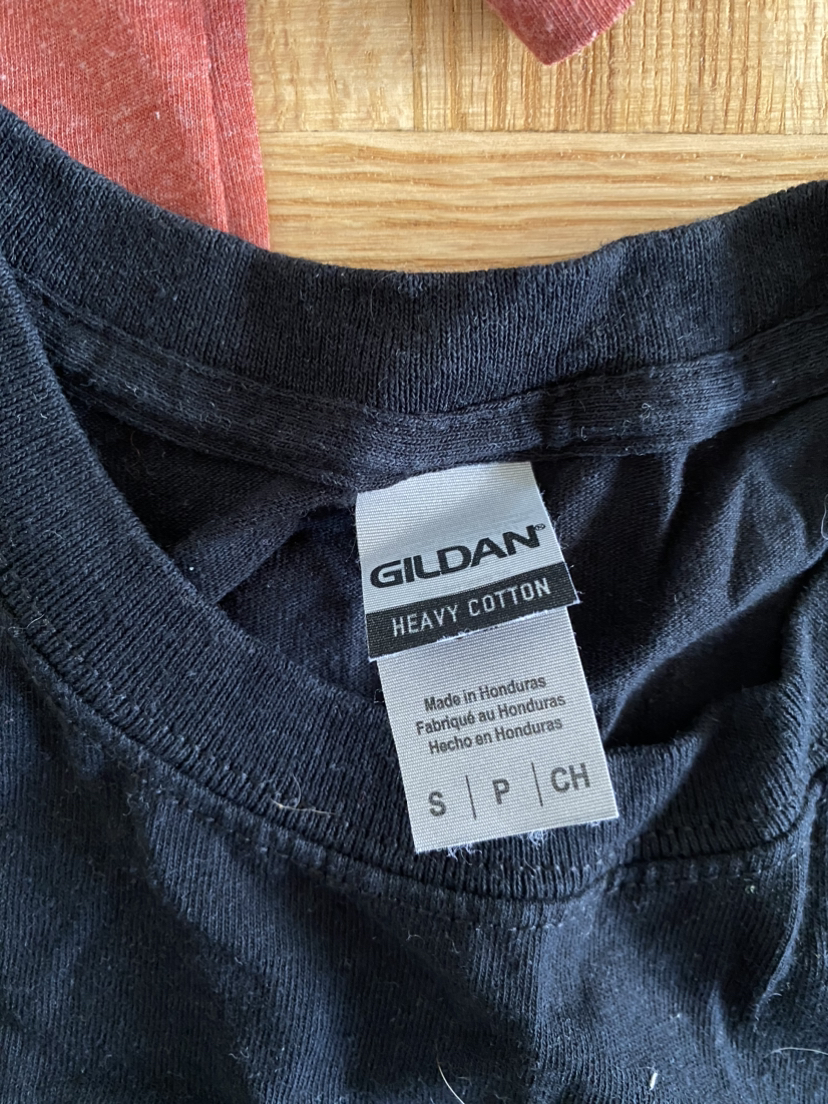 GILDAN®
HEAVY COTTON
Made in Honduras
Fabriqué au Honduras
Hecho en Honduras
S | P | CH